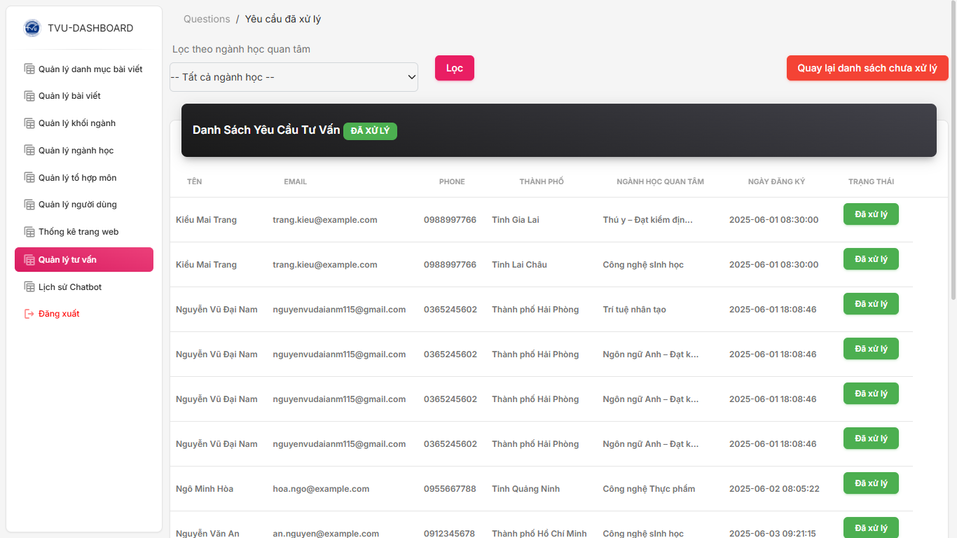 TVU-DASHBOARD
Quản lý danh mục bài viết
Quản lý bài viết
Quản lý khối ngành
Quản lý ngành học
Quản lý tổ hợp môn
Quản lý người dùng
Thống kê trang web
Quản lý tư vấn
Lịch sử Chatbot
Đăng xuất
Questions / Yêu cầu đã xử lý
Lọc theo ngành học quan tâm
-- Tất cả ngành học --
Lọc
Quay lại danh sách chưa xử lý
Danh Sách Yêu Cầu Tư Vấn ĐÃ XỬ LÝ
TÊN EMAIL PHONE THÀNH PHỐ NGÀNH HỌC QUAN TÂM NGÀY ĐĂNG KÝ TRẠNG THÁI
Kiều Mai Trang trang.kieu@example.com 0988997766 Tỉnh Gia Lai Thú y – Đạt kiểm địn... 2025-06-01 08:30:00 Đã xử lý
Kiều Mai Trang trang.kieu@example.com 0988997766 Tỉnh Lai Châu Công nghệ sinh học 2025-06-01 08:30:00 Đã xử lý
Nguyễn Vũ Đại Nam nguyenvudaianm115@gmail.com 0365245602 Thành phố Hải Phòng Trí tuệ nhân tạo 2025-06-01 18:08:46 Đã xử lý
Nguyễn Vũ Đại Nam nguyenvudaianm115@gmail.com 0365245602 Thành phố Hải Phòng Ngôn ngữ Anh – Đạt k... 2025-06-01 18:08:46 Đã xử lý
Nguyễn Vũ Đại Nam nguyenvudaianm115@gmail.com 0365245602 Thành phố Hải Phòng Ngôn ngữ Anh – Đạt k... 2025-06-01 18:08:46 Đã xử lý
Nguyễn Vũ Đại Nam nguyenvudaianm115@gmail.com 0365245602 Thành phố Hải Phòng Ngôn ngữ Anh – Đạt k... 2025-06-01 18:08:46 Đã xử lý
Ngô Minh Hòa hoa.ngo@example.com 0955667788 Tỉnh Quảng Ninh Công nghệ Thực phẩm 2025-06-02 08:05:22 Đã xử lý
Nguyễn Văn An an.nguyen@example.com 0912345678 Thành phố Hồ Chí Minh Công nghệ sinh học 2025-06-03 09:21:15 Đã xử lý